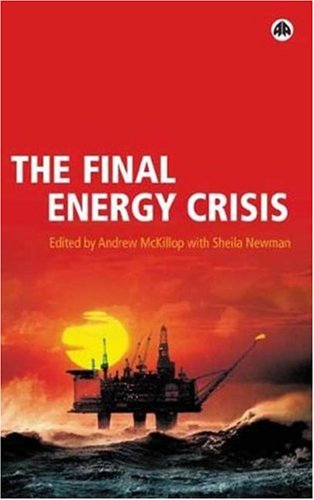 THE FINAL
ENERGY CRISIS
Edited by Andrew McKillop with Sheila Newman